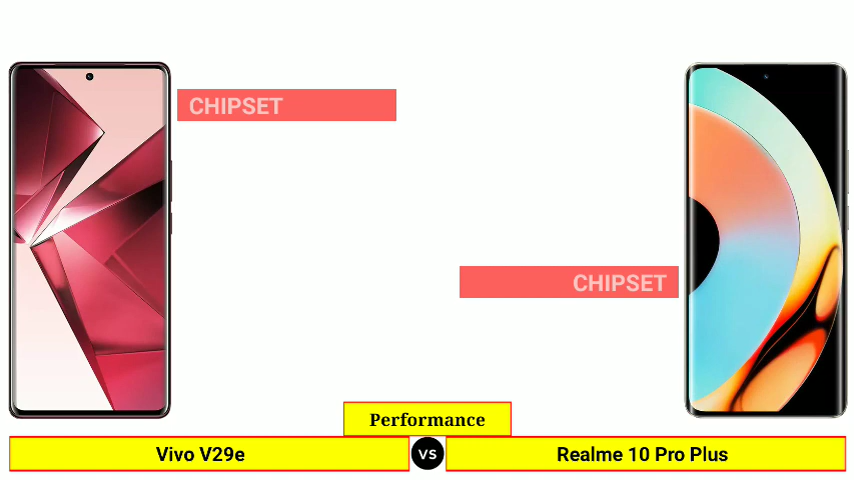 CHIPSET
CHIPSET
Performance
Vivo V29e
VS
Realme 10 Pro Plus